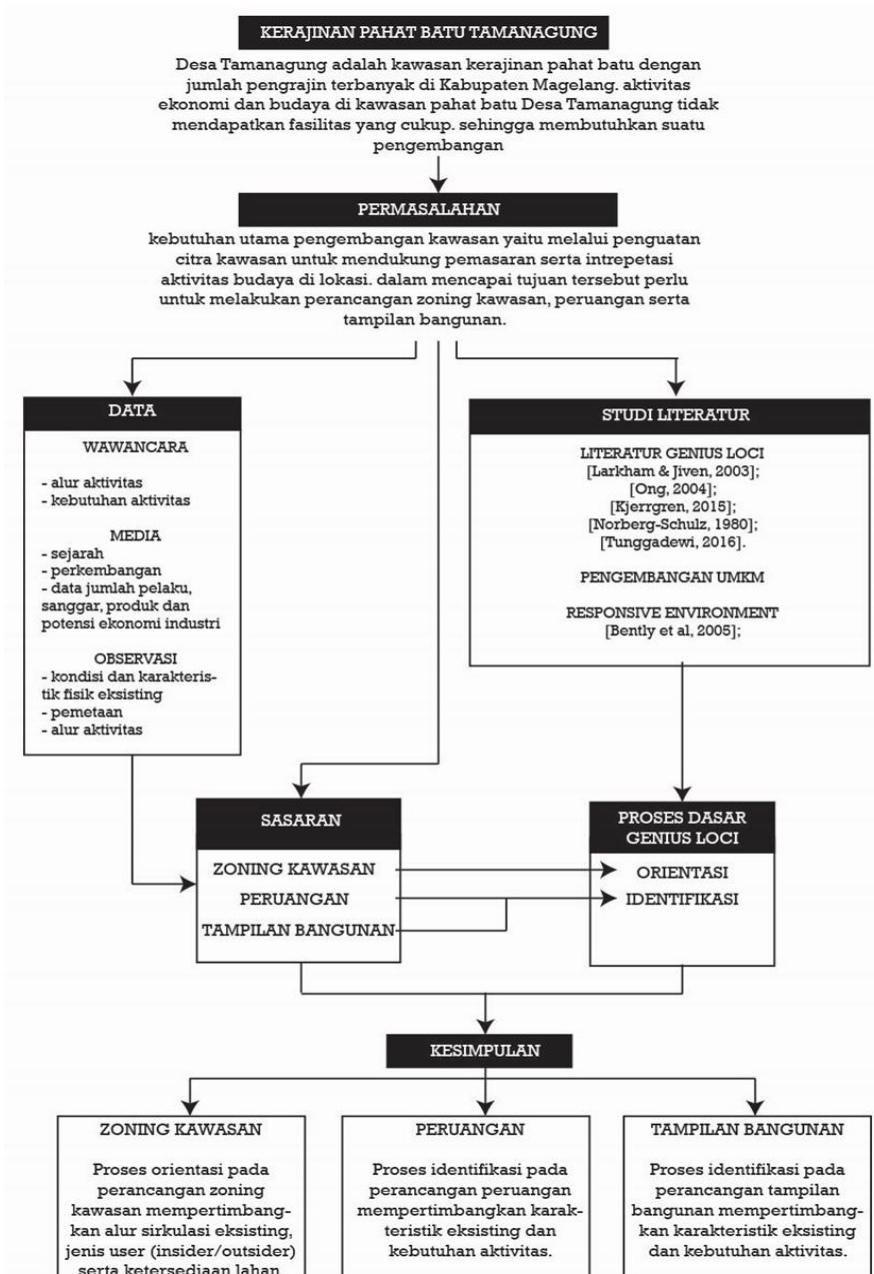 KERAJINAN PAHAT BATU TAMANAGUNG
Desa Tamanagung adalah kawasan kerajinan pahat batu dengan
jumlah pengrajin terbanyak di Kabupaten Magelang. aktivitas
ekonomi dan budaya di kawasan pahat batu Desa Tamanagung tidak
mendapatkan fasilitas yang cukup. sehingga membutuhkan suatu
pengembangan
PERMASALAHAN
kebutuhan utama pengembangan kawasan yaitu melalui penguatan
citra kawasan untuk mendukung pemasaran serta intrepetasi
aktivitas budaya di lokasi. dalam mencapai tujuan tersebut perlu
untuk melakukan perancangan zoning kawasan, peruangan serta
tampilan bangunan.
DATA
WAWANCARA
- alur aktivitas
- kebutuhan aktivitas
MEDIA
- sejarah
- perkembangan
- data jumlah pelaku,
sanggar, produk dan
potensi ekonomi industri
OBSERVASI
- kondisi dan karakteris-
tik fisik eksisting
- pemetaan
- alur aktivitas
STUDI LITERATUR
LITERATUR GENIUS LOCI
[Larkham & Jiven, 2003];
[Ong, 2004];
[Kjerrgren, 2015];
[Norberg-Schulz, 1980];
[Tunggadewi, 2016].
PENGEMBANGAN UMKM
RESPONSIVE ENVIRONMENT
[Bently et al, 2005];
SASARAN
ZONING KAWASAN
PERUANGAN
TAMPILAN BANGUNAN
PROSES DASAR
GENIUS LOCI
ORIENTASI
IDENTIFIKASI
KESIMPULAN
ZONING KAWASAN
Proses orientasi pada
perancangan zoning
kawasan mempertimbang-
kan alur sirkulasi eksisting,
jenis user (insider/outsider)
serta ketersediaan lahan
PERUANGAN
Proses identifikasi pada
perancangan peruangan
mempertimbangkan karak-
teristik eksisting dan
kebutuhan aktivitas.
TAMPILAN BANGUNAN
Proses identifikasi pada
perancangan tampilan
bangunan mempertimbang-
kan karakteristik eksisting
dan kebutuhan aktivitas.